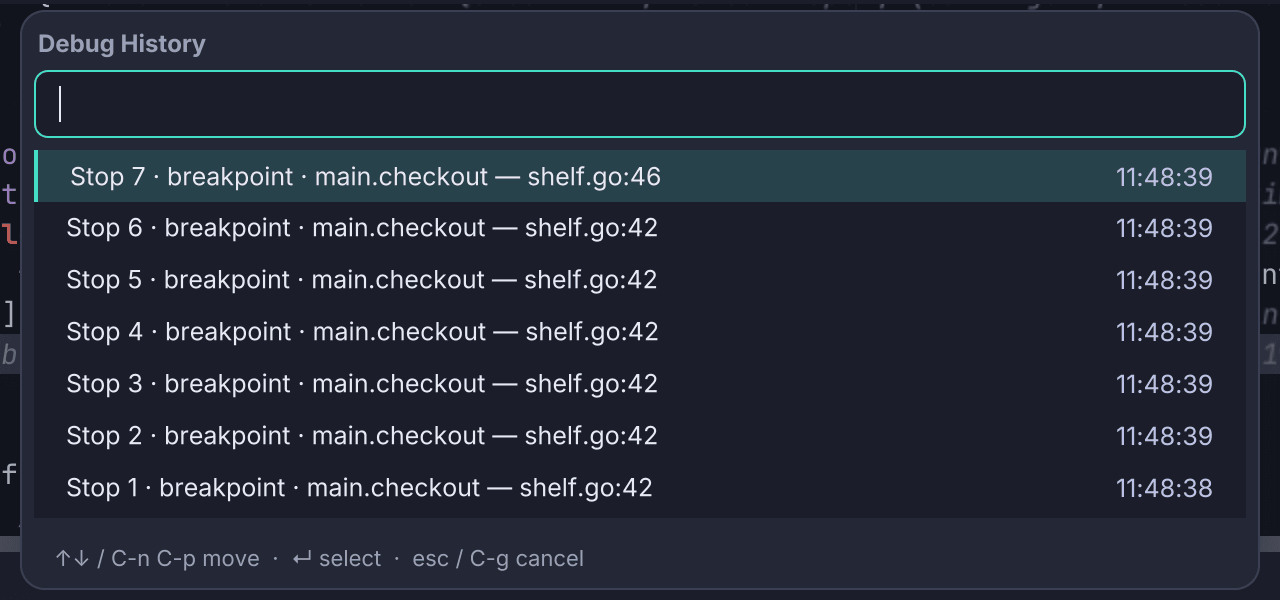 Debug History
Stop 7 · breakpoint · main.checkout — shelf.go:46 11:48:39
Stop 6 · breakpoint · main.checkout — shelf.go:42 11:48:39
Stop 5 · breakpoint · main.checkout — shelf.go:42 11:48:39
Stop 4 · breakpoint · main.checkout — shelf.go:42 11:48:39
Stop 3 · breakpoint · main.checkout — shelf.go:42 11:48:39
Stop 2 · breakpoint · main.checkout — shelf.go:42 11:48:39
Stop 1 · breakpoint · main.checkout — shelf.go:42 11:48:38
↑↓ / C-n C-p move · ↵ select · esc / C-g cancel